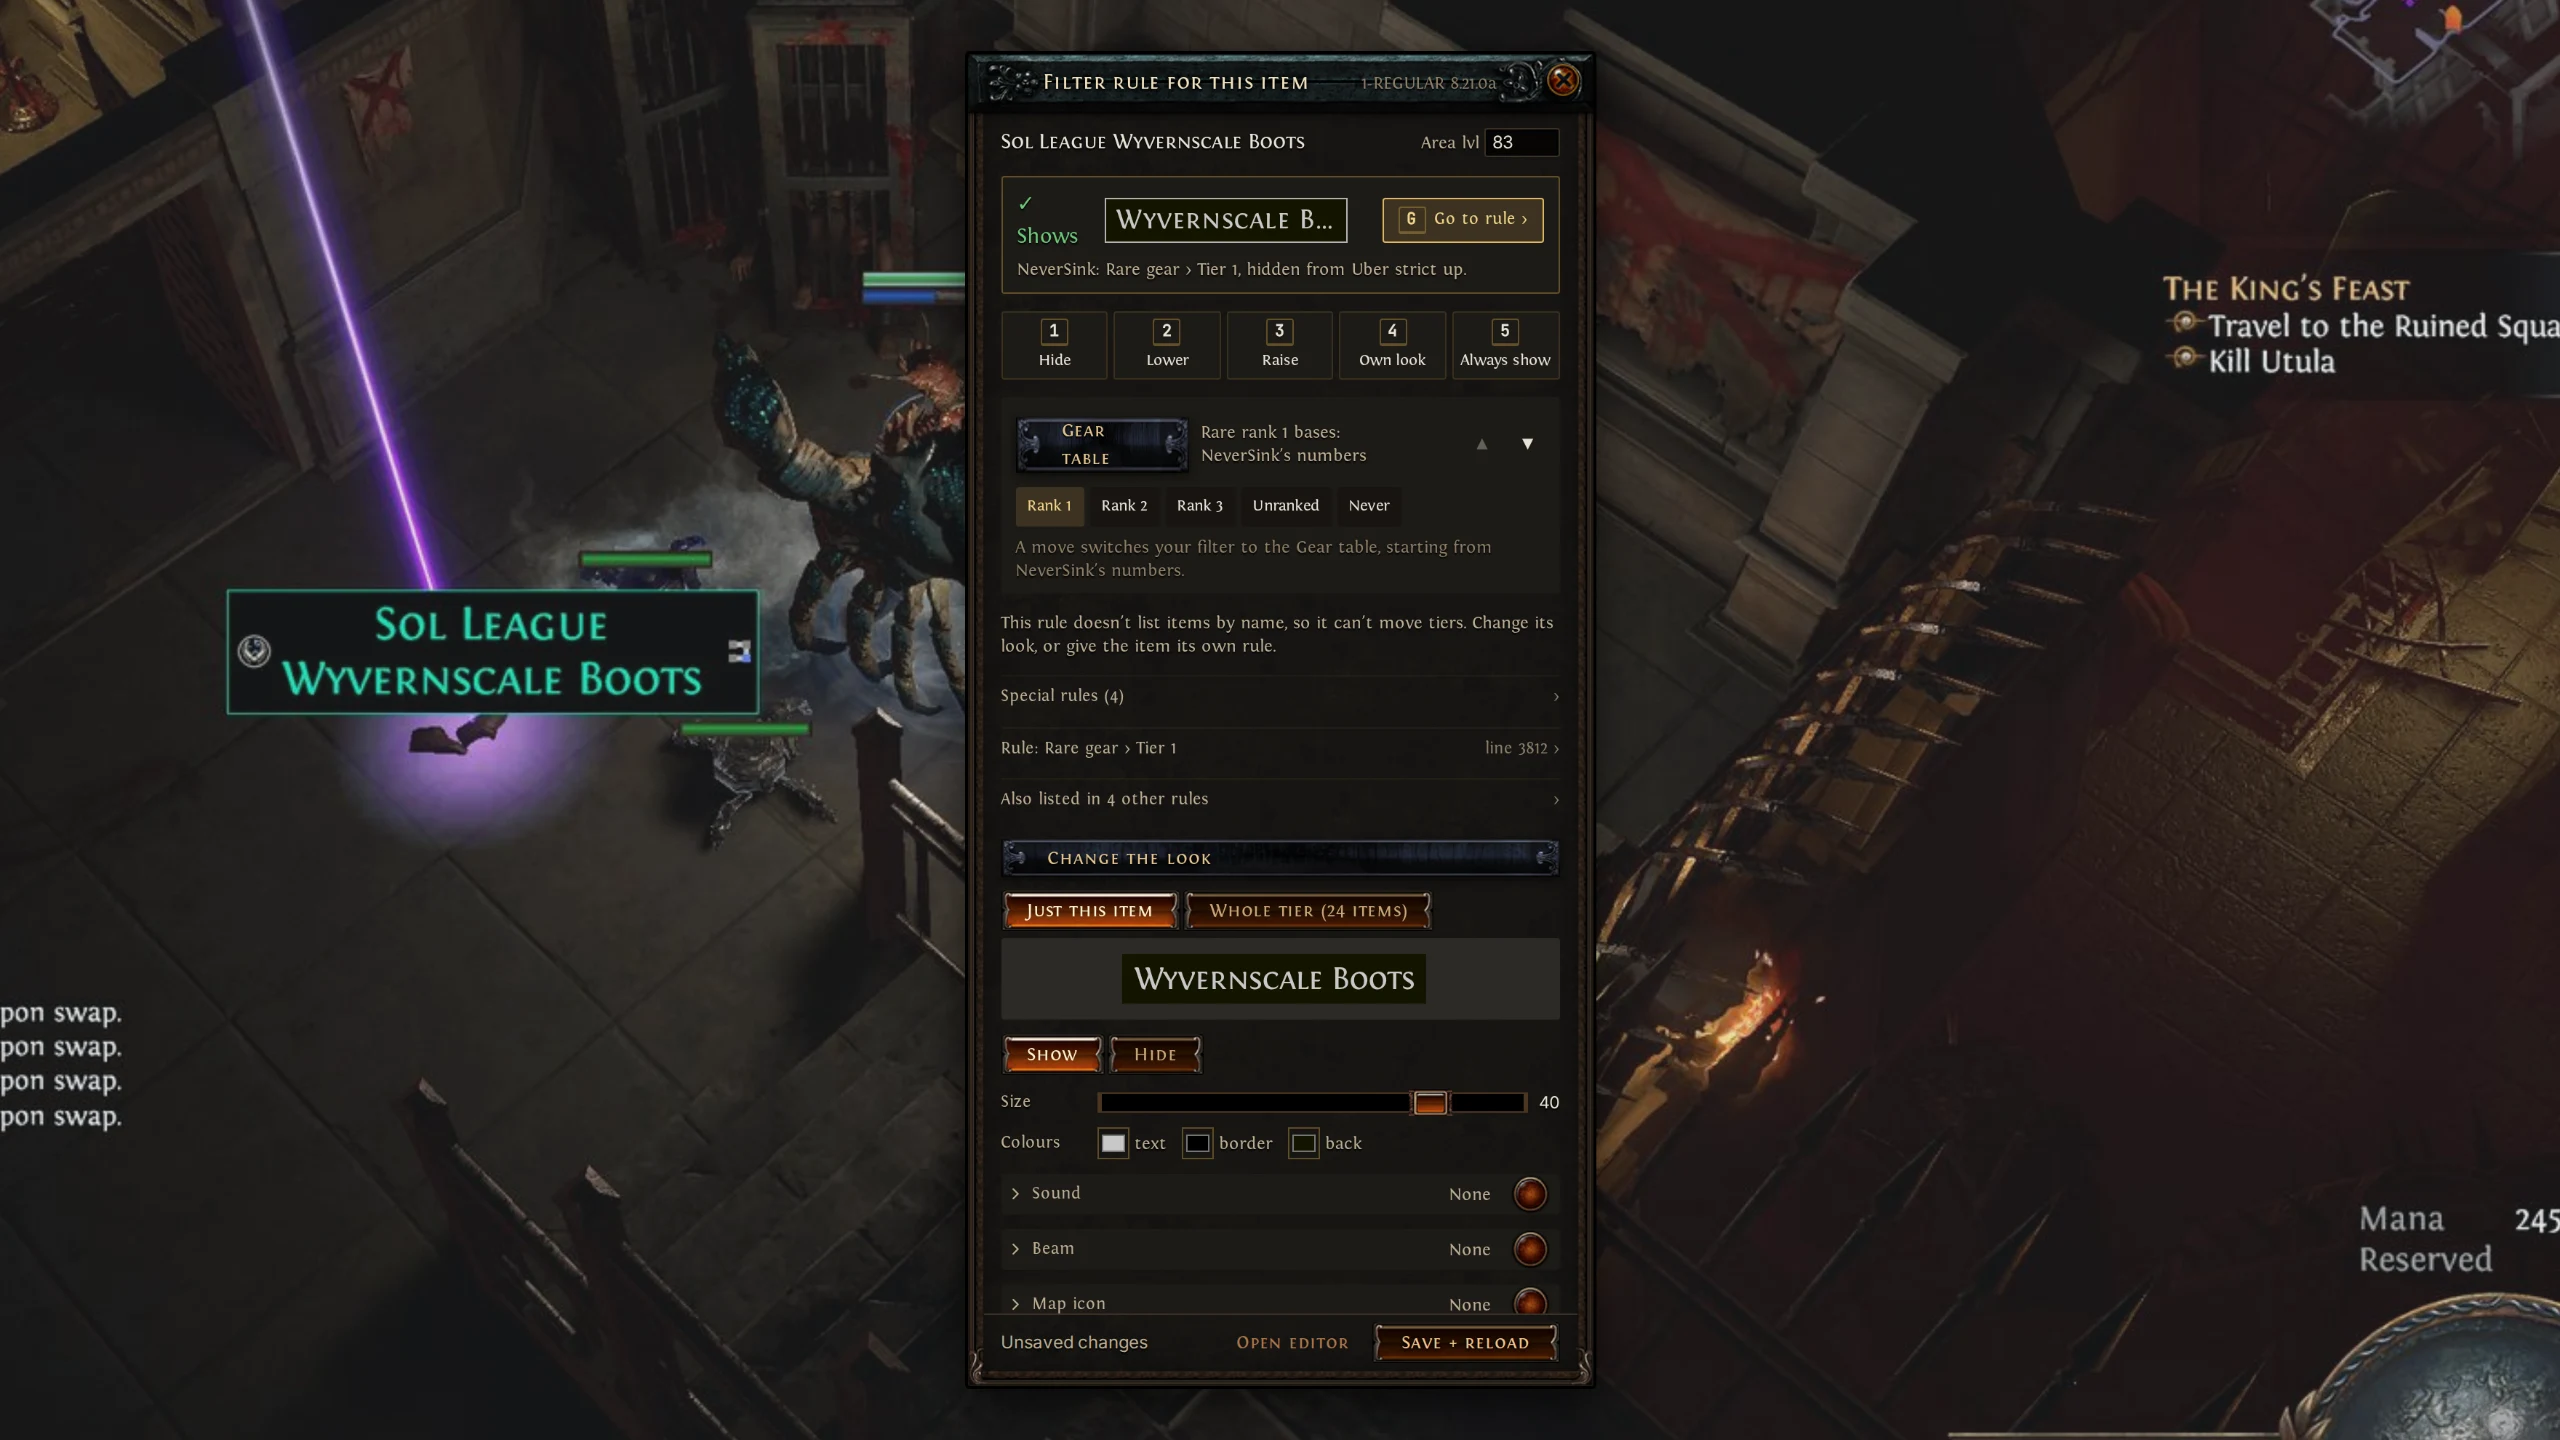 FILTER RULE FOR THIS ITEM
1-REGULAR 8.21.0a
SOL LEAGUE WYVERNSCALE BOOTS
Area lvl 83
✓
Shows
WYVERNSCALE B...
G Go to rule ›
NeverSink: Rare gear › Tier 1, hidden from Uber strict up.
1 Hide
2 Lower
3 Raise
4 Own look
5 Always show
GEAR
TABLE
Rare rank 1 bases:
NeverSink's numbers
▲ ▼
Rank 1 Rank 2 Rank 3 Unranked Never
A move switches your filter to the Gear table, starting from
NeverSink's numbers.
This rule doesn't list items by name, so it can't move tiers. Change its
look, or give the item its own rule.
Special rules (4) ›
Rule: Rare gear › Tier 1 line 3812 ›
Also listed in 4 other rules ›
CHANGE THE LOOK
JUST THIS ITEM WHOLE TIER (24 ITEMS)
WYVERNSCALE BOOTS
SHOW HIDE
Size 40
Colours text border back
› Sound None
› Beam None
› Map icon None
Unsaved changes OPEN EDITOR SAVE + RELOAD
SOL LEAGUE
WYVERNSCALE BOOTS
pon swap.
pon swap.
pon swap.
pon swap.
THE KING'S FEAST
Travel to the Ruined Squa
Kill Utula
Mana 245
Reserved